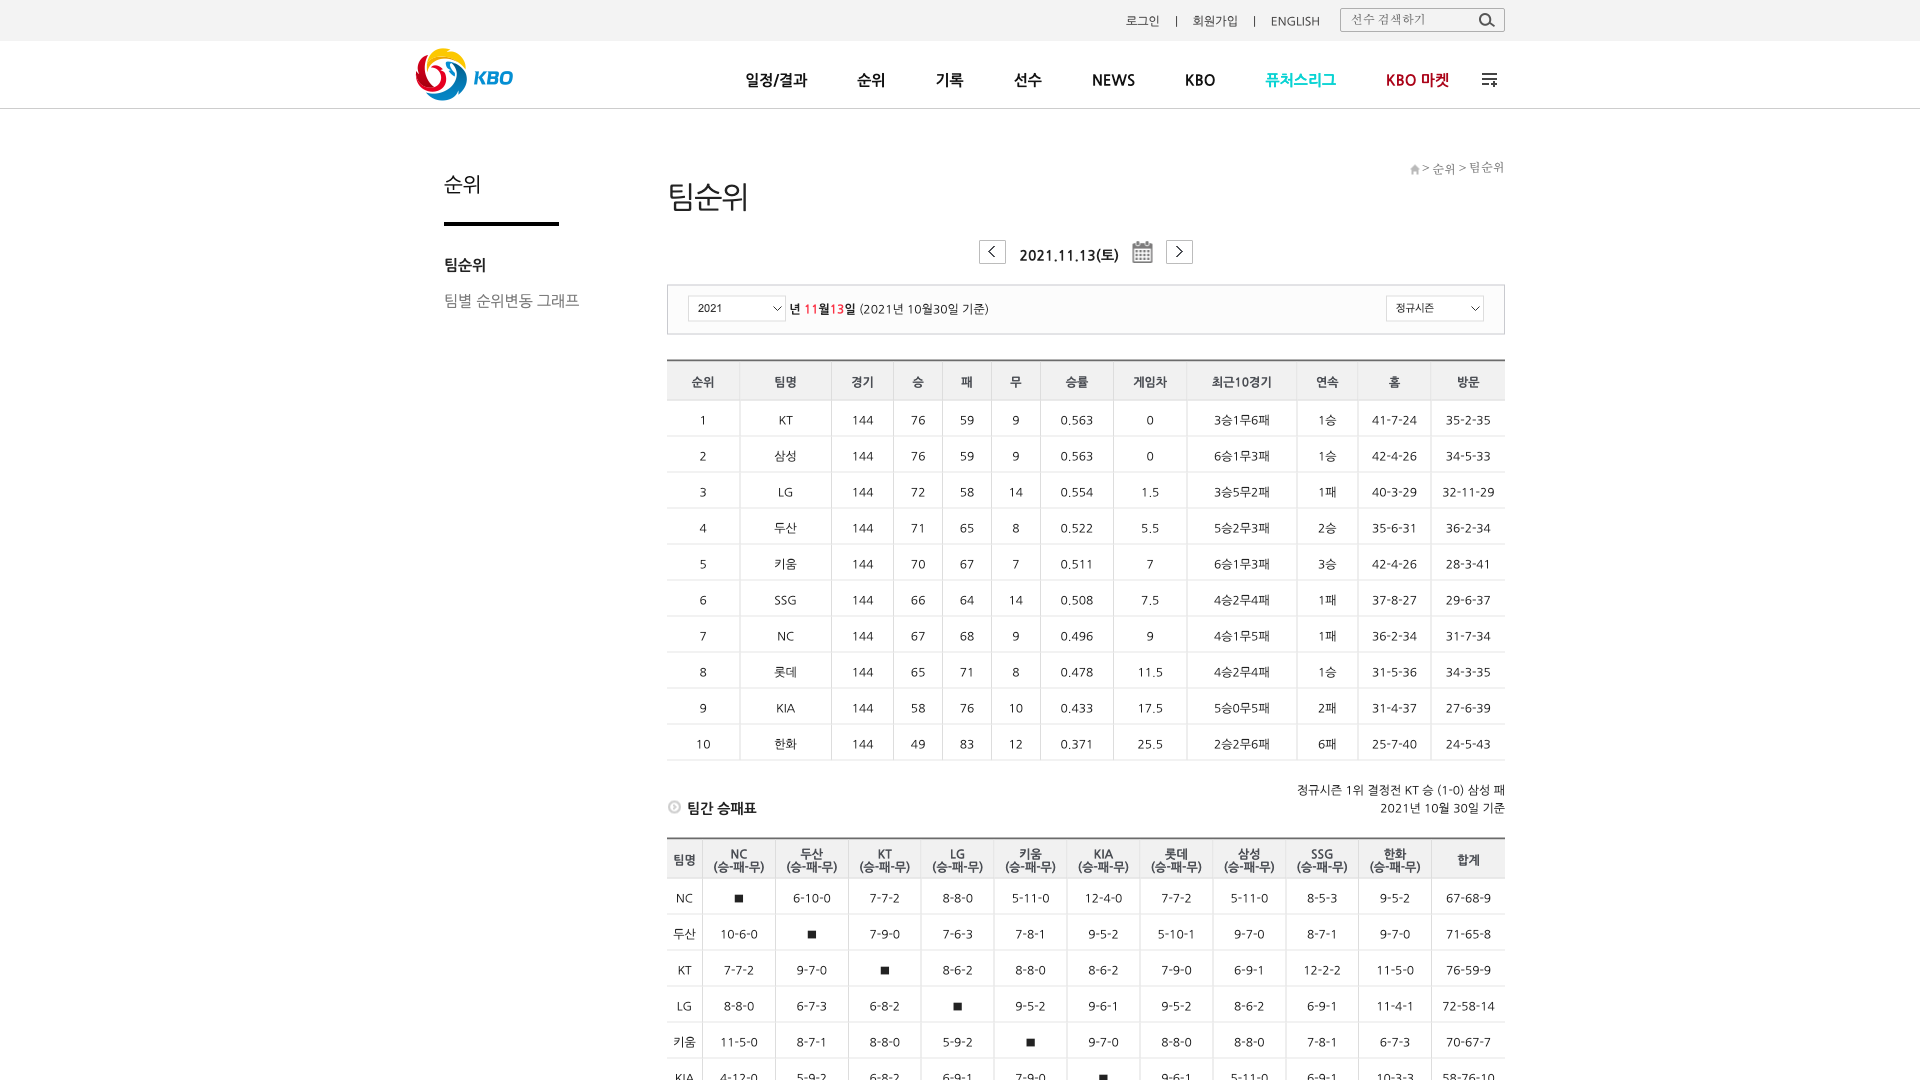 로그인 | 회원가입 | ENGLISH 선수 검색하기
KBO 일정/결과 순위 기록 선수 NEWS KBO 퓨처스리그 KBO 마켓
> 순위 > 팀순위
순위
팀순위
팀별 순위변동 그래프
팀순위
2021.11.13(토)
2021 년 11월13일 (2021년 10월30일 기준) 정규시즌
순위 팀명 경기 승 패 무 승률 게임차 최근10경기 연속 홈 방문
1 KT 144 76 59 9 0.563 0 3승1무6패 1승 41-7-24 35-2-35
2 삼성 144 76 59 9 0.563 0 6승1무3패 1승 42-4-26 34-5-33
3 LG 144 72 58 14 0.554 1.5 3승5무2패 1패 40-3-29 32-11-29
4 두산 144 71 65 8 0.522 5.5 5승2무3패 2승 35-6-31 36-2-34
5 키움 144 70 67 7 0.511 7 6승1무3패 3승 42-4-26 28-3-41
6 SSG 144 66 64 14 0.508 7.5 4승2무4패 1패 37-8-27 29-6-37
7 NC 144 67 68 9 0.496 9 4승1무5패 1패 36-2-34 31-7-34
8 롯데 144 65 71 8 0.478 11.5 4승2무4패 1승 31-5-36 34-3-35
9 KIA 144 58 76 10 0.433 17.5 5승0무5패 2패 31-4-37 27-6-39
10 한화 144 49 83 12 0.371 25.5 2승2무6패 6패 25-7-40 24-5-43
정규시즌 1위 결정전 KT 승 (1-0) 삼성 패
2021년 10월 30일 기준
팀간 승패표
팀명 NC (승-패-무) 두산 (승-패-무) KT (승-패-무) LG (승-패-무) 키움 (승-패-무) KIA (승-패-무) 롯데 (승-패-무) 삼성 (승-패-무) SSG (승-패-무) 한화 (승-패-무) 합계
NC ■ 6-10-0 7-7-2 8-8-0 5-11-0 12-4-0 7-7-2 5-11-0 8-5-3 9-5-2 67-68-9
두산 10-6-0 ■ 7-9-0 7-6-3 7-8-1 9-5-2 5-10-1 9-7-0 8-7-1 9-7-0 71-65-8
KT 7-7-2 9-7-0 ■ 8-6-2 8-8-0 8-6-2 7-9-0 6-9-1 12-2-2 11-5-0 76-59-9
LG 8-8-0 6-7-3 6-8-2 ■ 9-5-2 9-6-1 9-5-2 8-6-2 6-9-1 11-4-1 72-58-14
키움 11-5-0 8-7-1 8-8-0 5-9-2 ■ 9-7-0 8-8-0 8-8-0 7-8-1 6-7-3 70-67-7
KIA 4-12-0 5-9-2 6-8-2 6-9-1 7-9-0 ■ 9-6-1 5-11-0 6-9-1 10-3-3 58-76-10